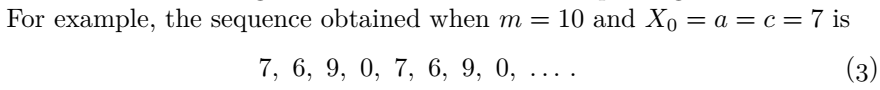 For example, the sequence obtained when m = 10 and X₀ = a = c = 7 is
7, 6, 9, 0, 7, 6, 9, 0, ... . (3)